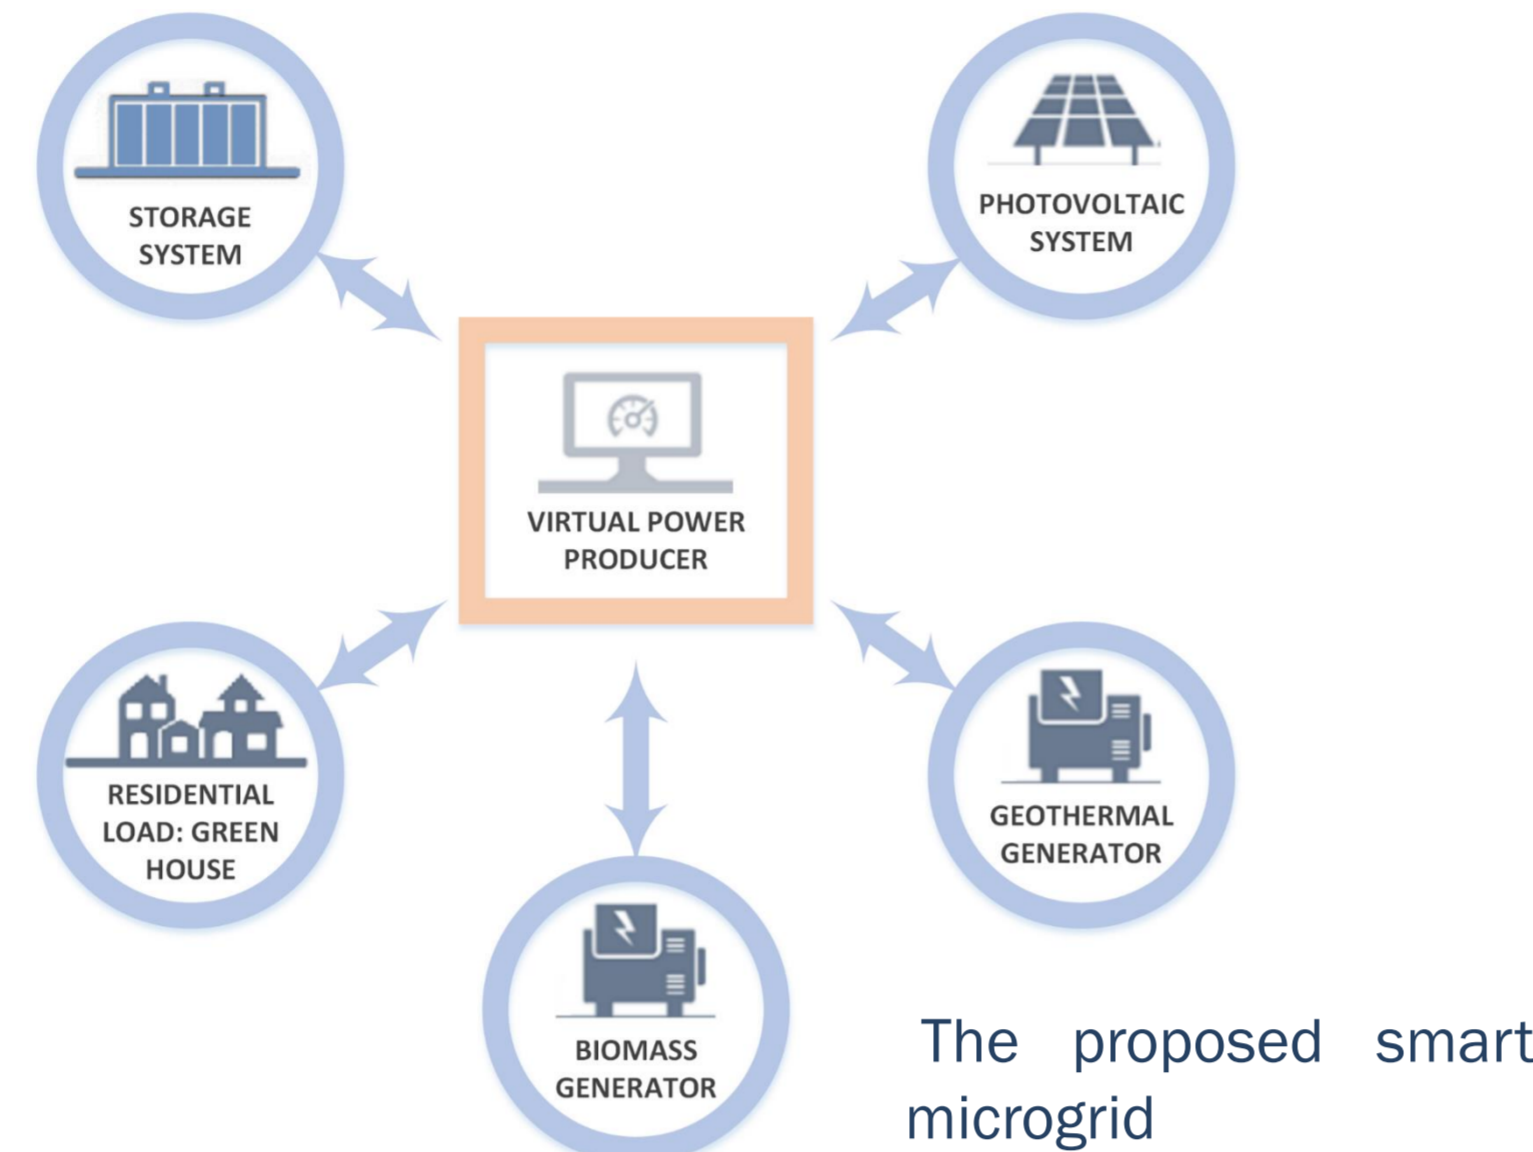 STORAGE
SYSTEM
PHOTOVOLTAIC
SYSTEM
VIRTUAL POWER
PRODUCER
RESIDENTIAL
LOAD: GREEN
HOUSE
GEOTHERMAL
GENERATOR
BIOMASS
GENERATOR
The proposed smart
microgrid